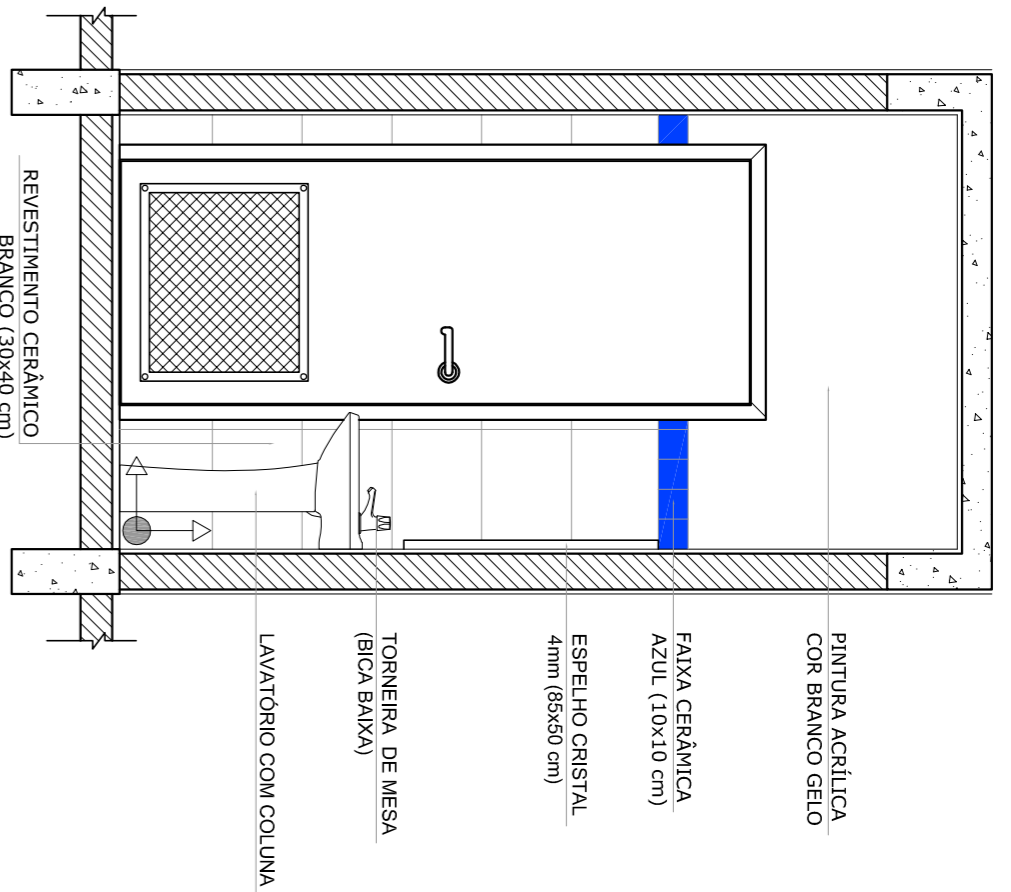 PINTURA ACRÍLICA
COR BRANCO GELO
FAIXA CERÂMICA
AZUL (10x10 cm)
ESPELHO CRISTAL
4mm (85x50 cm)
TORNEIRA DE MESA
(BICA BAIXA)
LAVATÓRIO COM COLUNA
REVESTIMENTO CERÂMICO
BRANCO (30x40 cm)